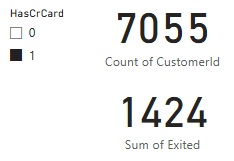 HasCrCard
0
1
7055
Count of CustomerId
1424
Sum of Exited